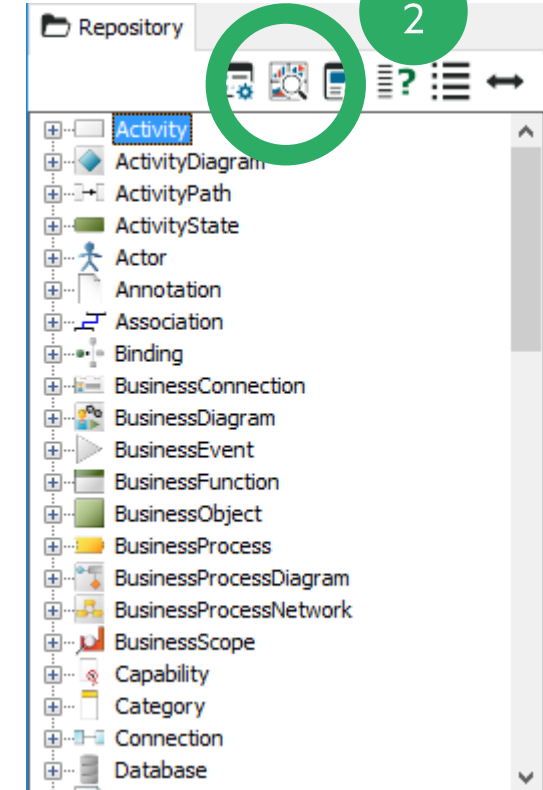 Repository
2
?
Activity
ActivityDiagram
ActivityPath
ActivityState
Actor
Annotation
Association
Binding
BusinessConnection
BusinessDiagram
BusinessEvent
BusinessFunction
BusinessObject
BusinessProcess
BusinessProcessDiagram
BusinessProcessNetwork
BusinessScope
Capability
Category
Connection
Database